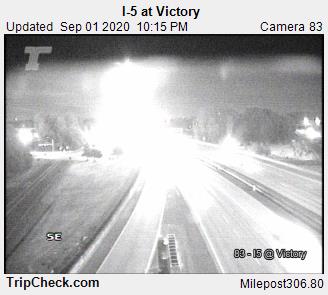 I-5 at Victory
Updated Sep 01 2020 10:15 PM Camera 83
T
SE
83 - I5 @ Victory
TripCheck.com Milepost306.80